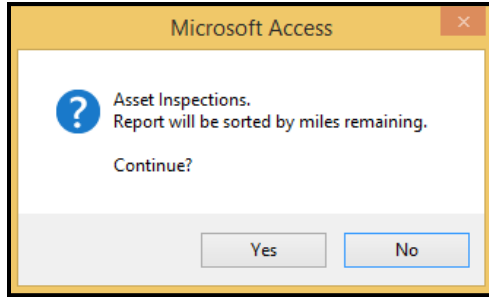 Microsoft Access
Asset Inspections.
Report will be sorted by miles remaining.
Continue?
Yes
No